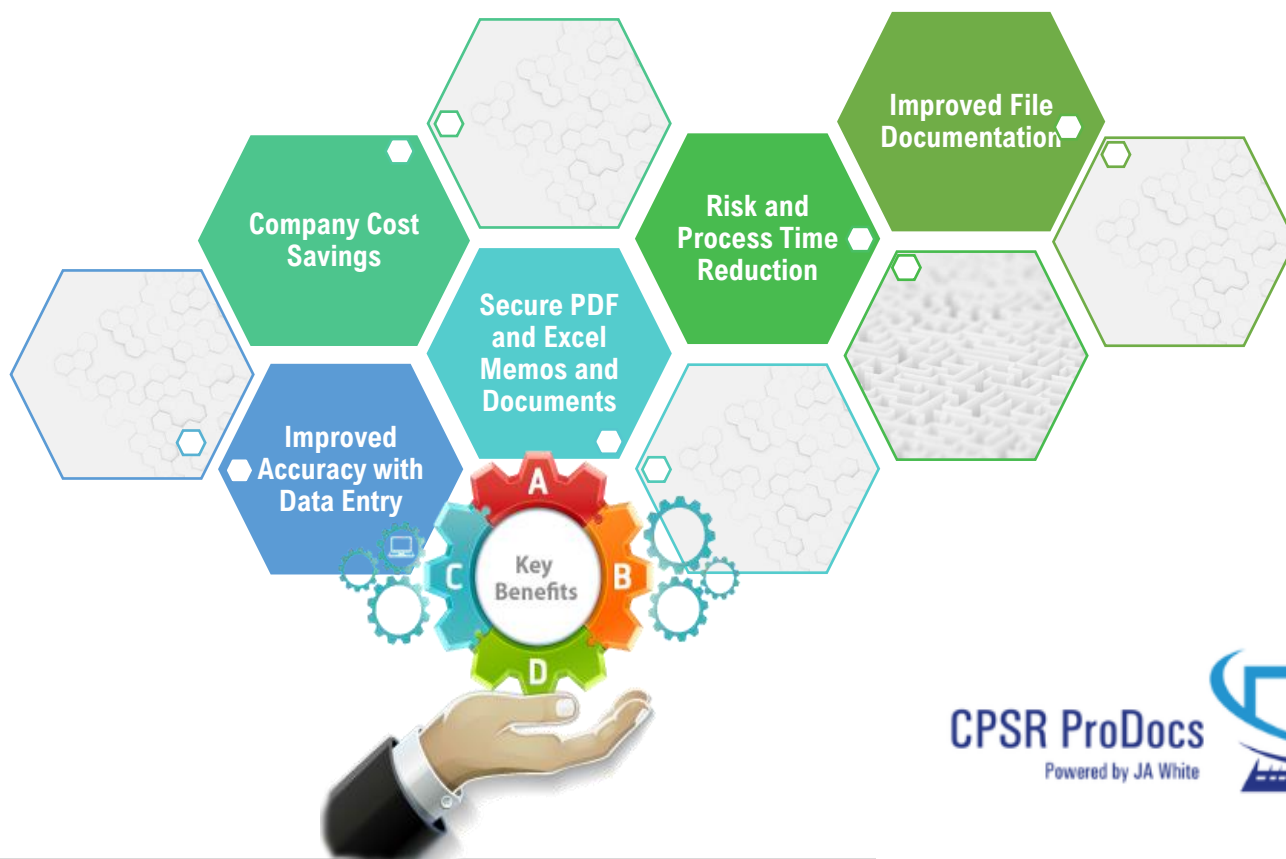 Improved File
Documentation
Company Cost
Savings
Risk and
Process Time
Reduction
Secure PDF
and Excel
Memos and
Documents
Improved
Accuracy with
Data Entry
A
Key
Benefits
C
B
D
CPSR ProDocs
Powered by JA White